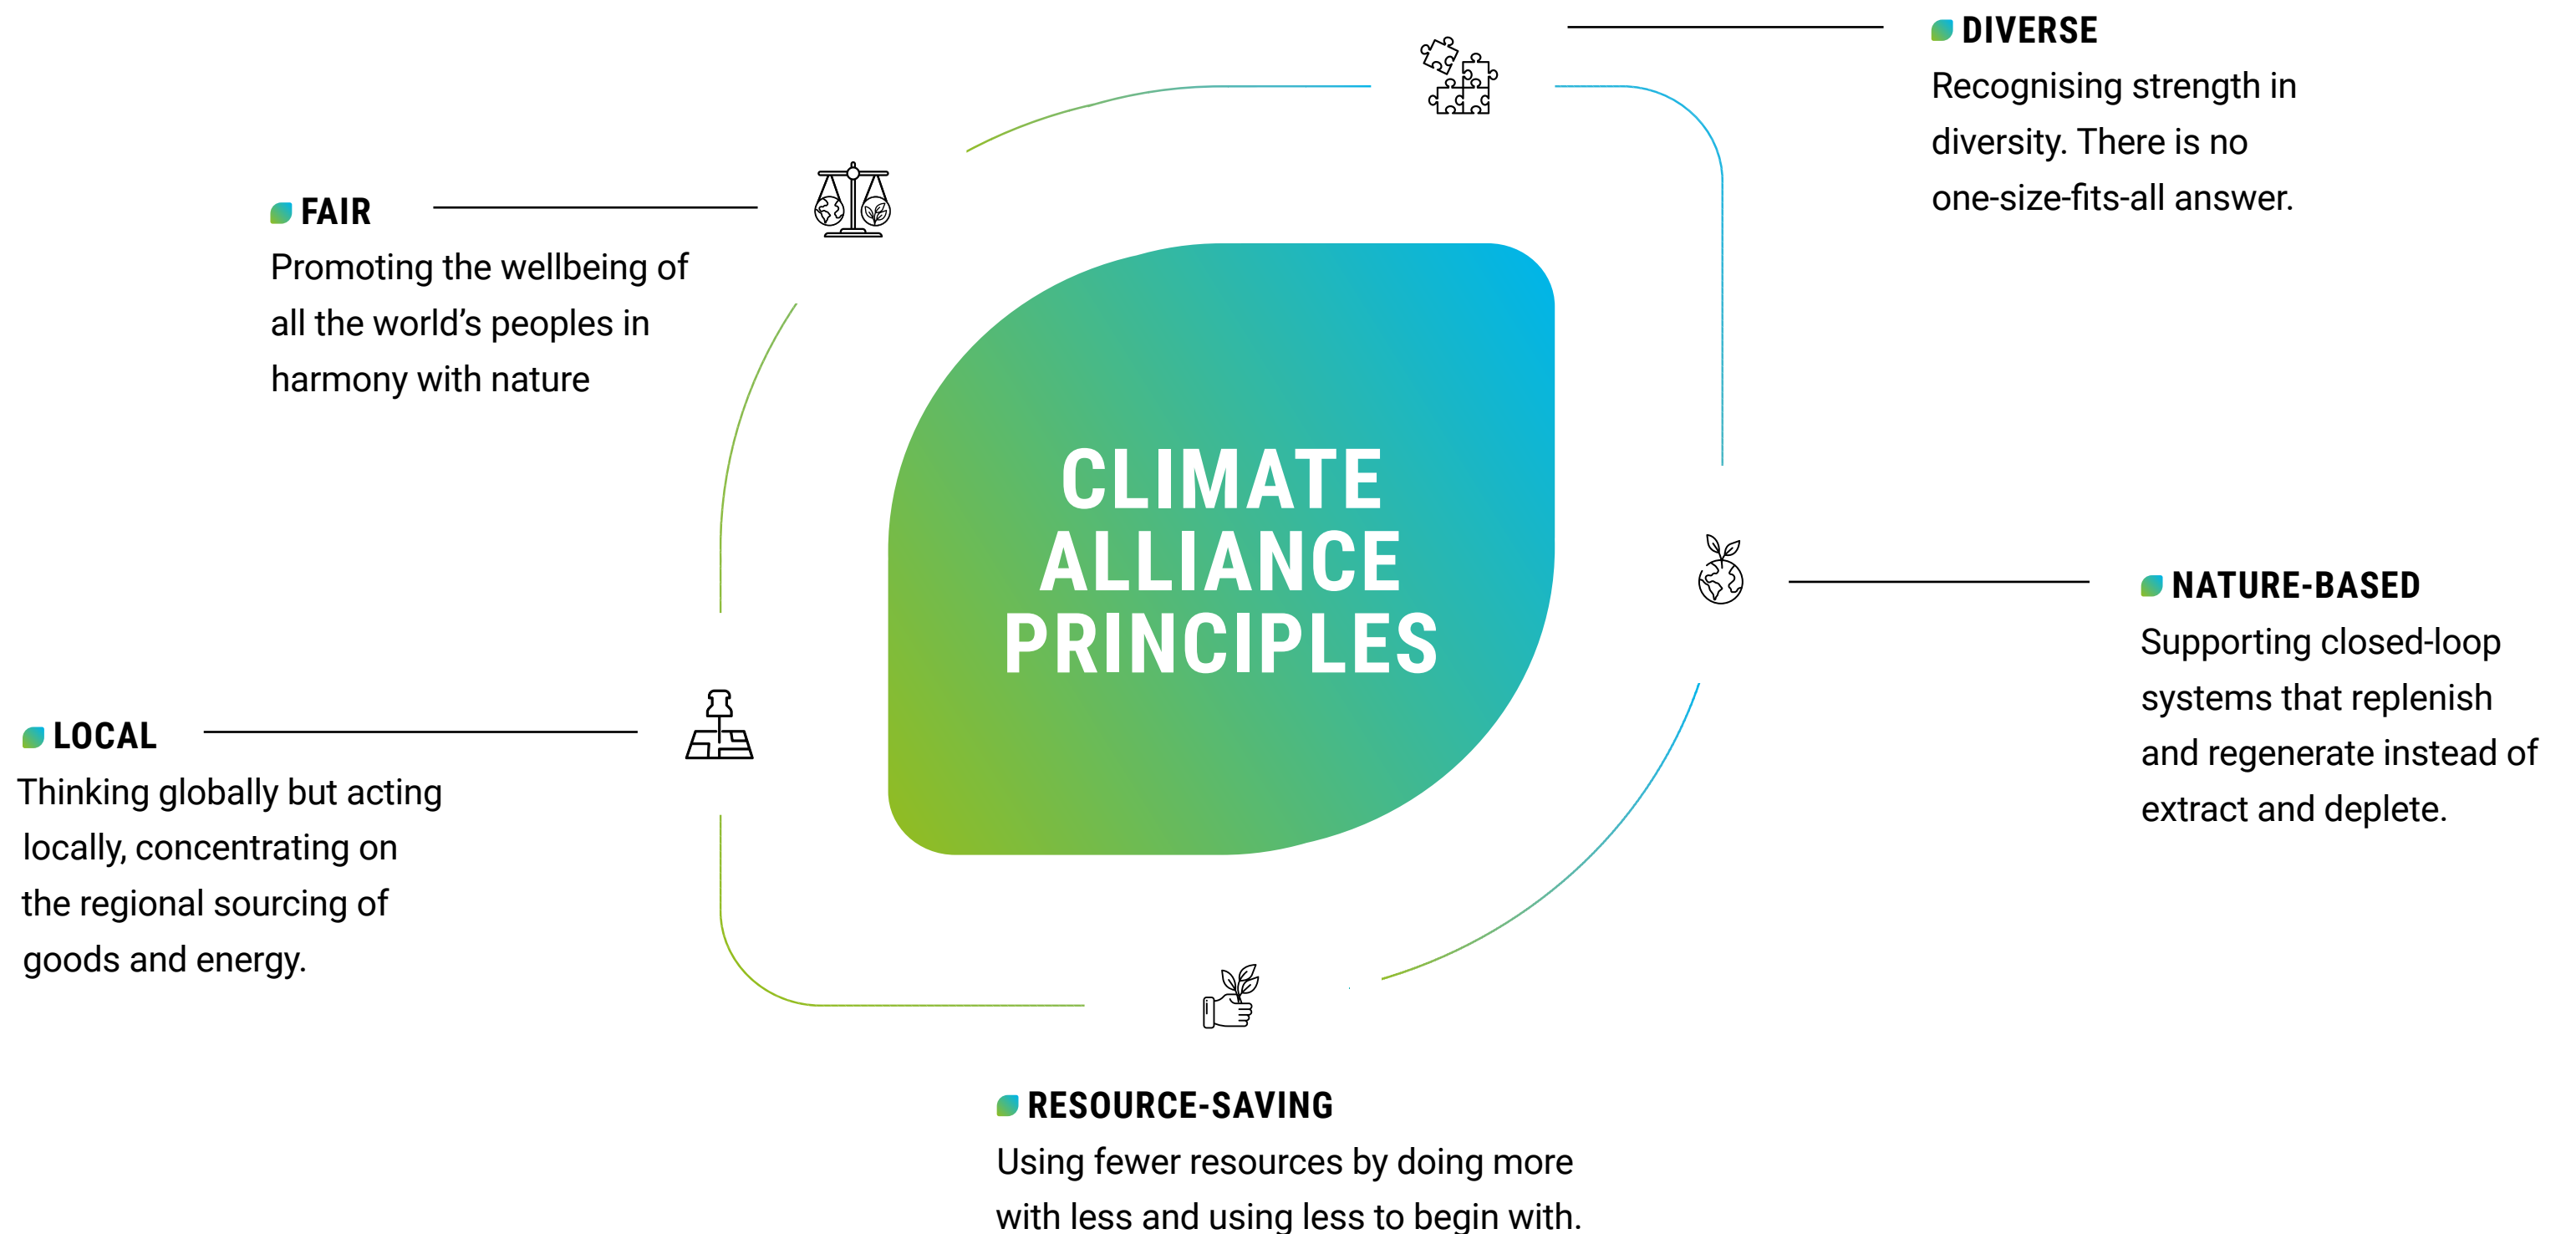 DIVERSE
Recognising strength in
diversity. There is no
one-size-fits-all answer.
FAIR
Promoting the wellbeing of
all the world’s peoples in
harmony with nature
CLIMATE
ALLIANCE
PRINCIPLES
NATURE-BASED
Supporting closed-loop
systems that replenish
and regenerate instead of
extract and deplete.
LOCAL
Thinking globally but acting
locally, concentrating on
the regional sourcing of
goods and energy.
RESOURCE-SAVING
Using fewer resources by doing more
with less and using less to begin with.